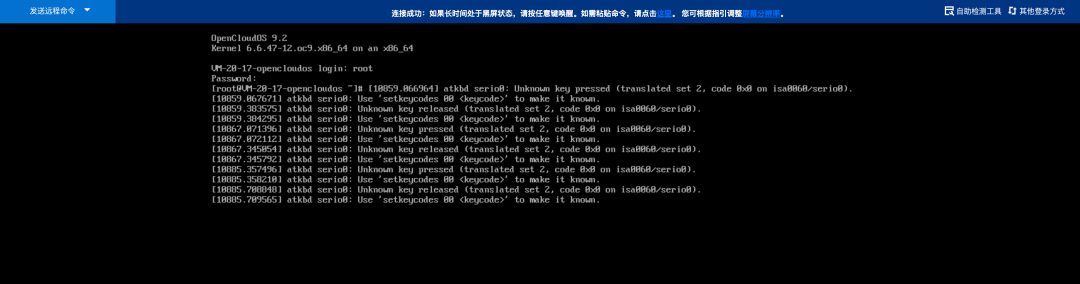 发送远程命令
连接成功：如果长时间处于黑屏状态，请按任意键唤醒。如需粘贴命令，请点击这里。 您可根据指引调整屏幕分辨率。
自助检测工具
其他登录方式
OpenCloudOS 9.2
Kernel 6.6.47-12.oc9.x86_64 on an x86_64
VM-20-17-opencloudos login: root
Password:
[root@VM-20-17-opencloudos ~]# [10859.066964] atkbd serio0: Unknown key pressed (translated set 2, code 0x0 on isa0060/serio0).
[10859.067671] atkbd serio0: Use 'setkeycodes 00 <keycode>' to make it known.
[10859.383575] atkbd serio0: Unknown key released (translated set 2, code 0x0 on isa0060/serio0).
[10859.384295] atkbd serio0: Use 'setkeycodes 00 <keycode>' to make it known.
[10867.071396] atkbd serio0: Unknown key pressed (translated set 2, code 0x0 on isa0060/serio0).
[10867.072112] atkbd serio0: Use 'setkeycodes 00 <keycode>' to make it known.
[10867.345054] atkbd serio0: Unknown key released (translated set 2, code 0x0 on isa0060/serio0).
[10867.345792] atkbd serio0: Use 'setkeycodes 00 <keycode>' to make it known.
[10885.357496] atkbd serio0: Unknown key pressed (translated set 2, code 0x0 on isa0060/serio0).
[10885.358210] atkbd serio0: Use 'setkeycodes 00 <keycode>' to make it known.
[10885.708848] atkbd serio0: Unknown key released (translated set 2, code 0x0 on isa0060/serio0).
[10885.709565] atkbd serio0: Use 'setkeycodes 00 <keycode>' to make it known.